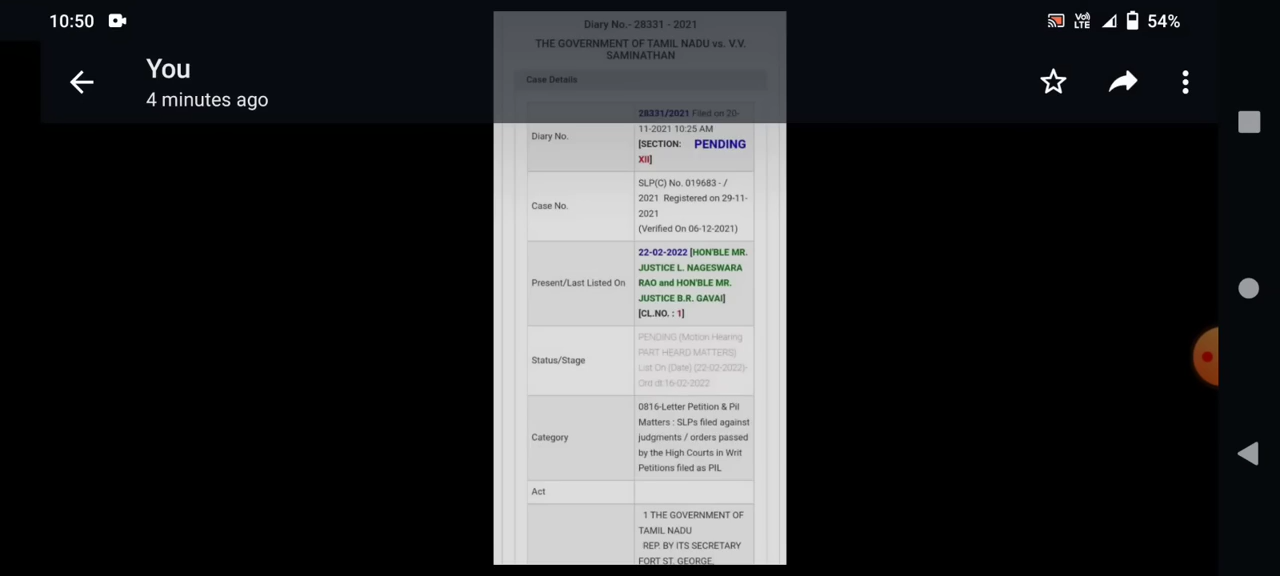 10:50
VoD LTE
54%
You
4 minutes ago
Diary No.- 28331 - 2021
THE GOVERNMENT OF TAMIL NADU vs. V.V.
SAMINATHAN
Case Details
Diary No.
28331/2021 Filed on 20-
11-2021 10:25 AM
[SECTION: PENDING
XII]
Case No.
SLP(C) No. 019683 - /
2021 Registered on 29-11-
2021
(Verified On 06-12-2021)
Present/Last Listed On
22-02-2022 [HON'BLE MR.
JUSTICE L. NAGESWARA
RAO and HON'BLE MR.
JUSTICE B.R. GAVAI]
[CL.NO. : 1]
Status/Stage
PENDING (Motion Hearing
PART HEARD MATTERS)
List On (Date) (22-02-2022)-
Ord dt:16-02-2022
Category
0816-Letter Petition & Pil
Matters : SLPs filed against
judgments / orders passed
by the High Courts in Writ
Petitions filed as PIL
Act
1 THE GOVERNMENT OF
TAMIL NADU
REP. BY ITS SECRETARY
FORT ST. GEORGE,